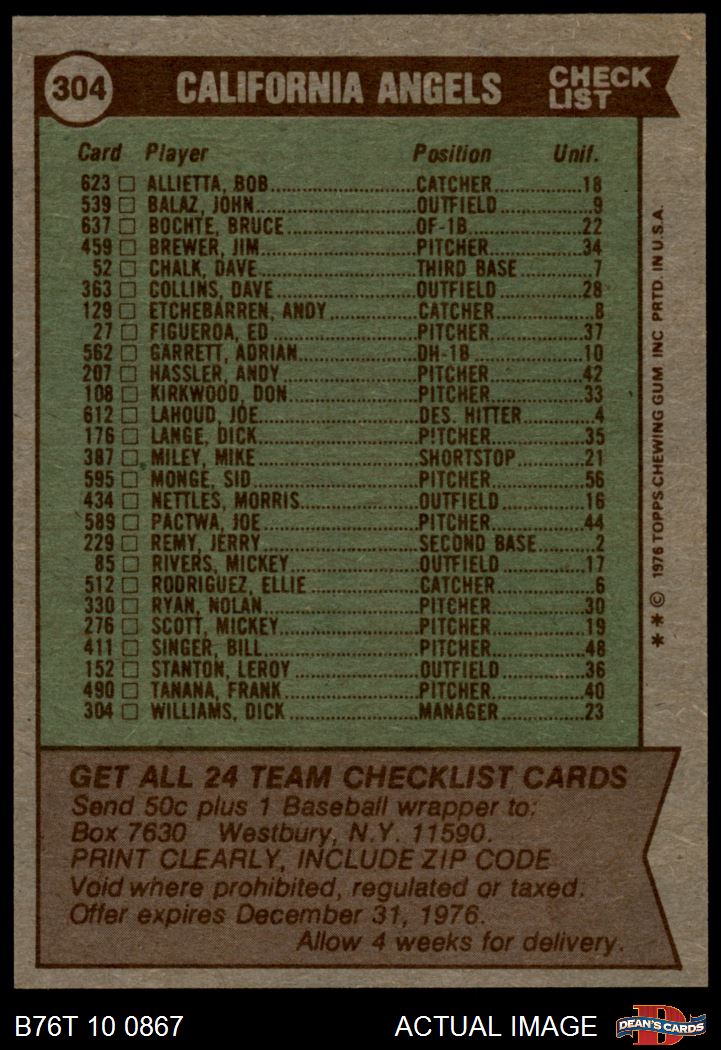 304 CALIFORNIA ANGELS CHECK LIST
Card Player Position Unif.
623 □ ALLIETTA, BOB CATCHER 18
539 □ BALAZ, JOHN OUTFIELD 9
637 □ BOCHTE, BRUCE OF-1B 22
459 □ BREWER, JIM PITCHER 34
52 □ CHALK, DAVE THIRD BASE 7
363 □ COLLINS, DAVE OUTFIELD 28
129 □ ETCHEBARREN, ANDY CATCHER 8
27 □ FIGUEROA, ED PITCHER 37
562 □ GARRETT, ADRIAN DH-1B 10
207 □ HASSLER, ANDY PITCHER 42
108 □ KIRKWOOD, DON PITCHER 33
612 □ LAHOUD, JOE DES. HITTER 4
176 □ LANGE, DICK PITCHER 35
387 □ MILEY, MIKE SHORTSTOP 21
595 □ MONGE, SID PITCHER 56
434 □ NETTLES, MORRIS OUTFIELD 16
589 □ PACTWA, JOE PITCHER 44
229 □ REMY, JERRY SECOND BASE 2
85 □ RIVERS, MICKEY OUTFIELD 17
512 □ RODRIGUEZ, ELLIE CATCHER 6
330 □ RYAN, NOLAN PITCHER 30
276 □ SCOTT, MICKEY PITCHER 19
411 □ SINGER, BILL PITCHER 48
152 □ STANTON, LEROY OUTFIELD 36
490 □ TANANA, FRANK PITCHER 40
304 □ WILLIAMS, DICK MANAGER 23
**© 1976 TOPPS CHEWING GUM INC PRTD. IN U.S.A.
GET ALL 24 TEAM CHECKLIST CARDS
Send 50c plus 1 Baseball wrapper to:
Box 7630 Westbury, N.Y. 11590.
PRINT CLEARLY, INCLUDE ZIP CODE
Void where prohibited, regulated or taxed.
Offer expires December 31, 1976.
Allow 4 weeks for delivery.
B76T 10 0867 ACTUAL IMAGE D DEAN'S CARDS